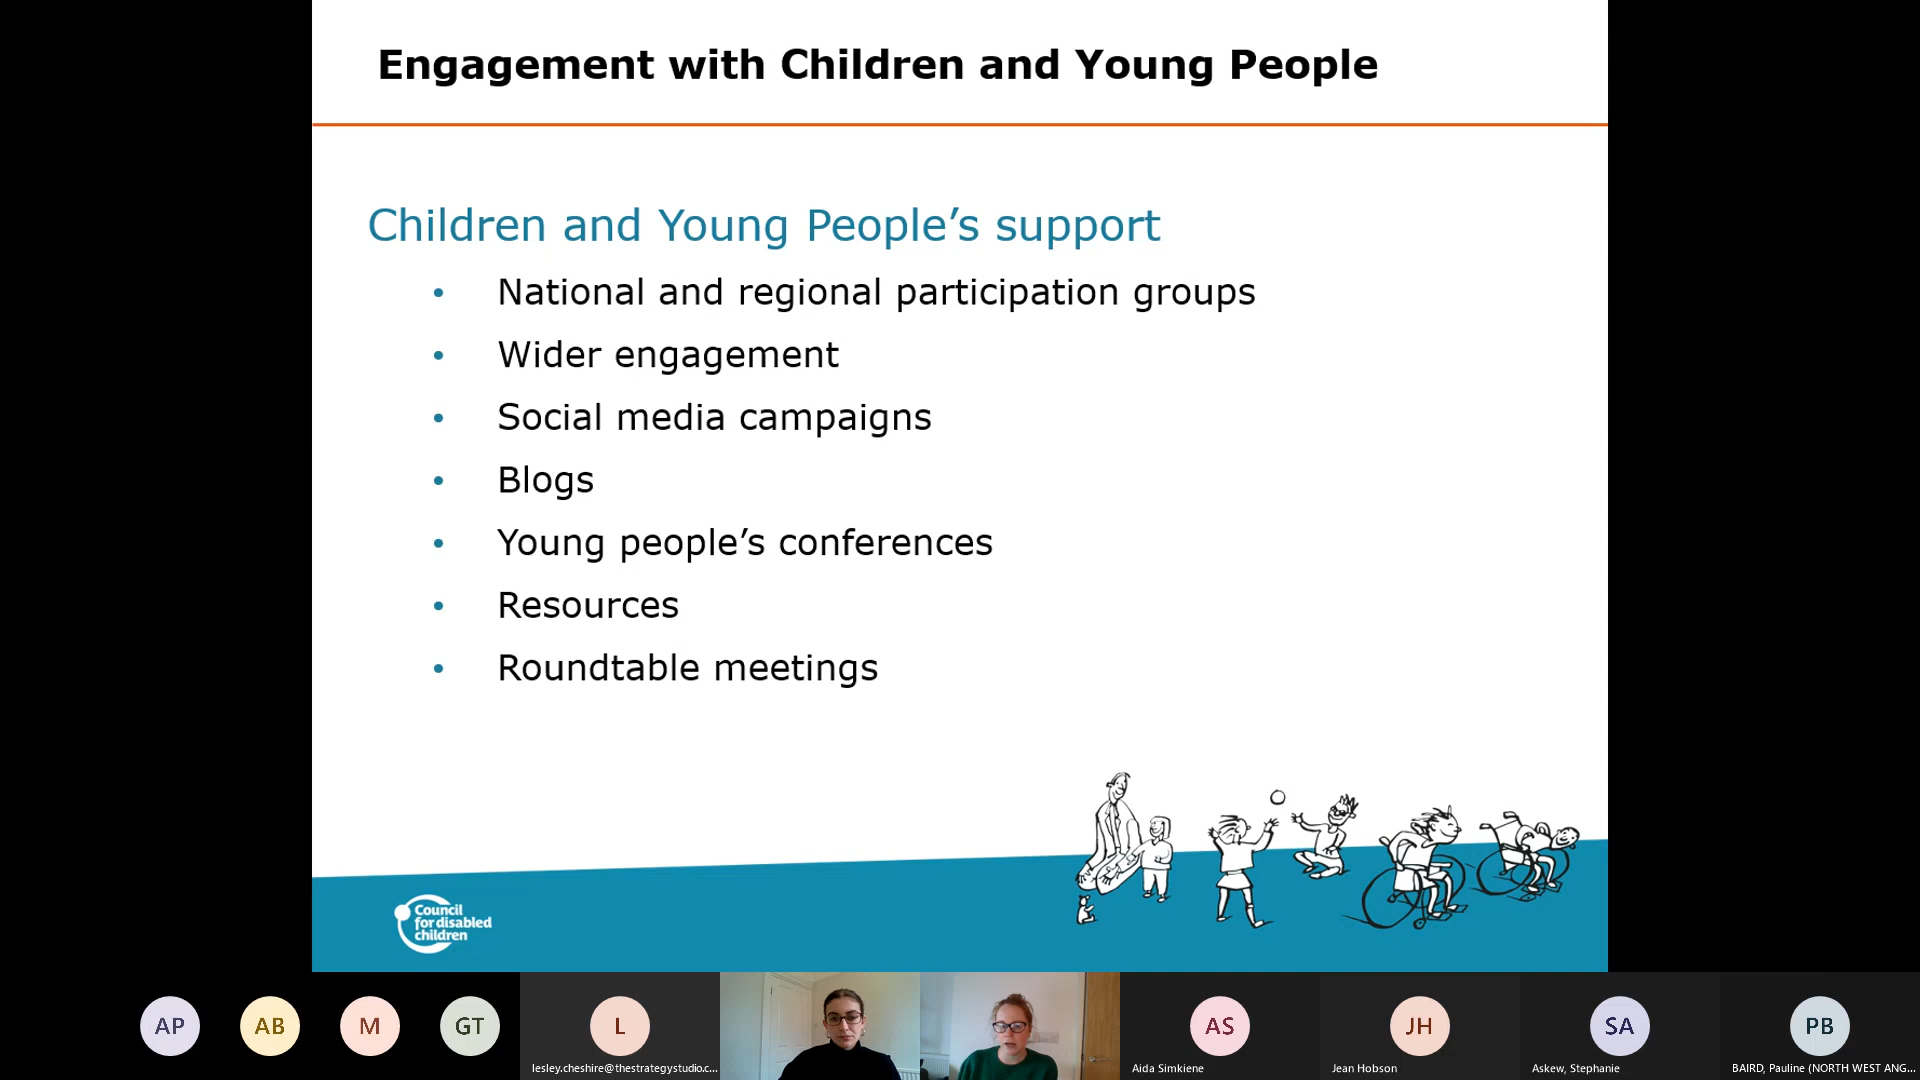 Engagement with Children and Young People
Children and Young People’s support
• National and regional participation groups
• Wider engagement
• Social media campaigns
• Blogs
• Young people’s conferences
• Resources
• Roundtable meetings
Council
for disabled
children
AP
AB
M
GT
L
lesley.cheshire@thestrategystudio.c...
AS
Aida Simkiene
JH
Jean Hobson
SA
Askew, Stephanie
PB
BAIRD, Pauline (NORTH WEST ANG...